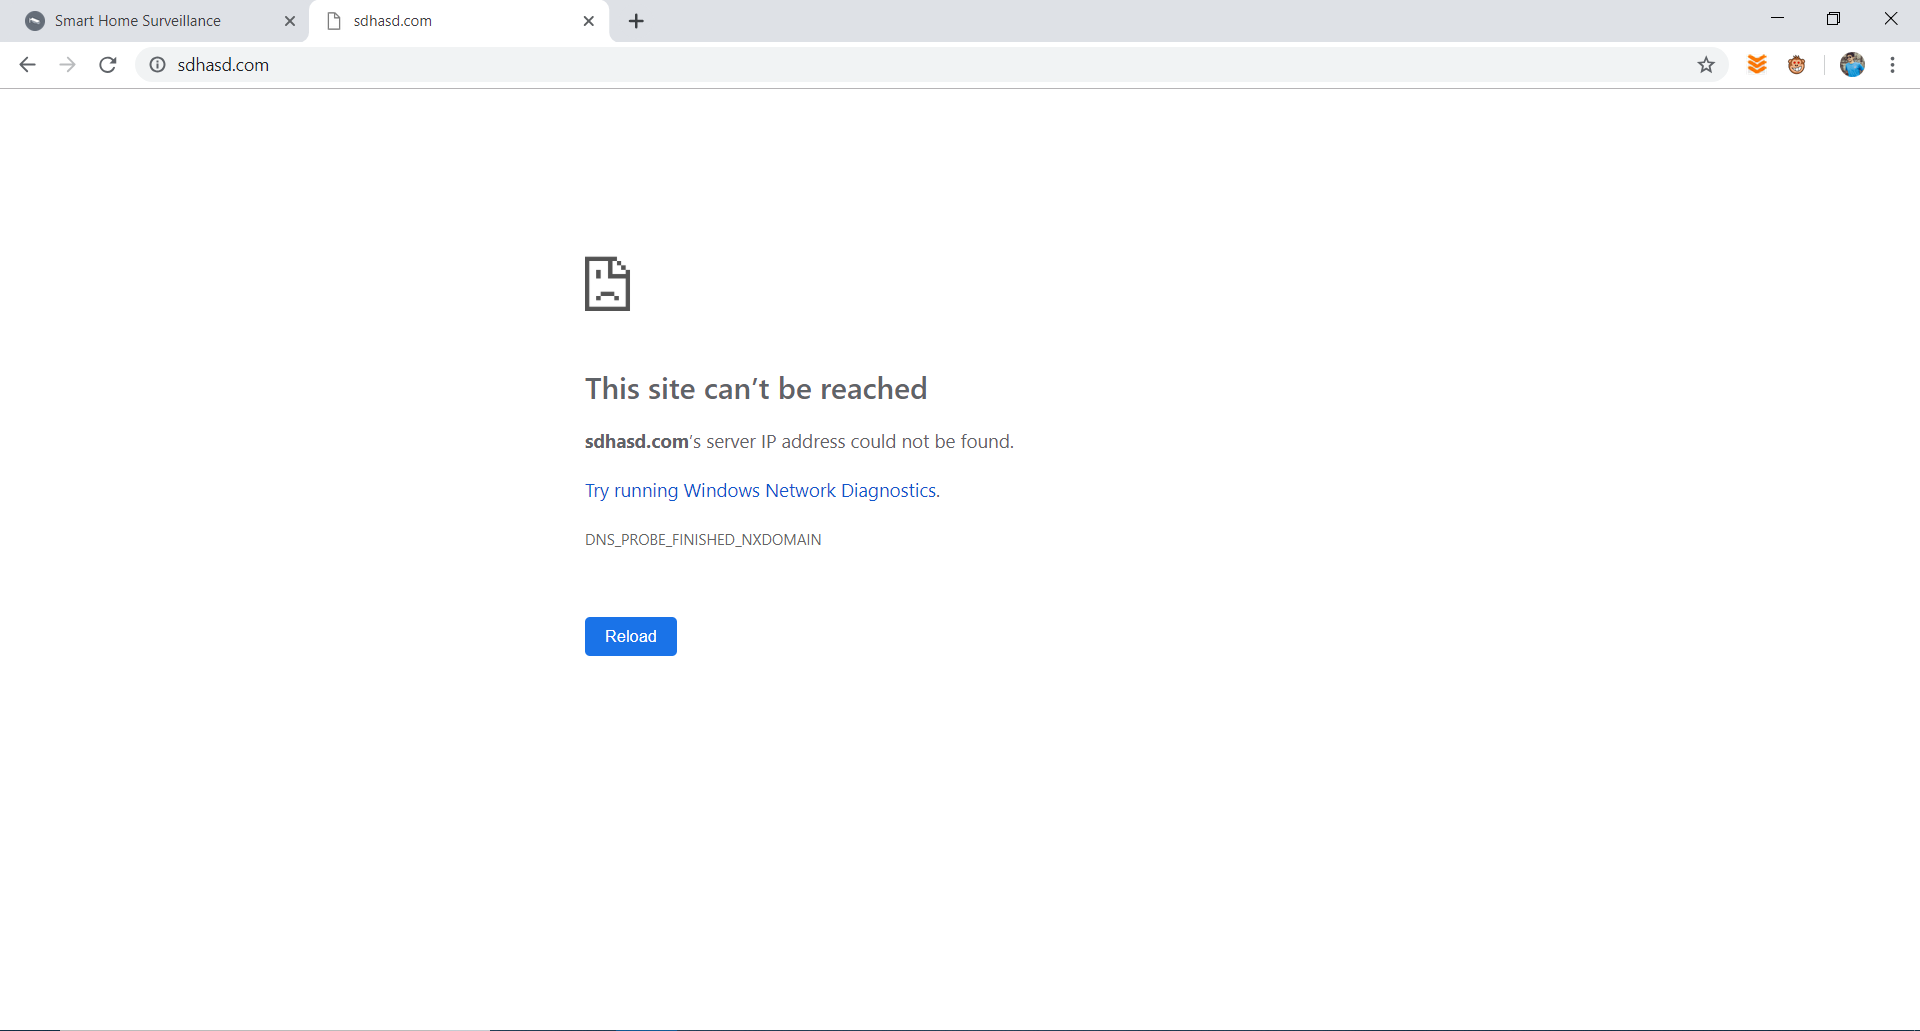 Smart Home Surveillance
sdhasd.com
sdhasd.com
This site can’t be reached
sdhasd.com’s server IP address could not be found.
Try running Windows Network Diagnostics.
DNS_PROBE_FINISHED_NXDOMAIN
Reload